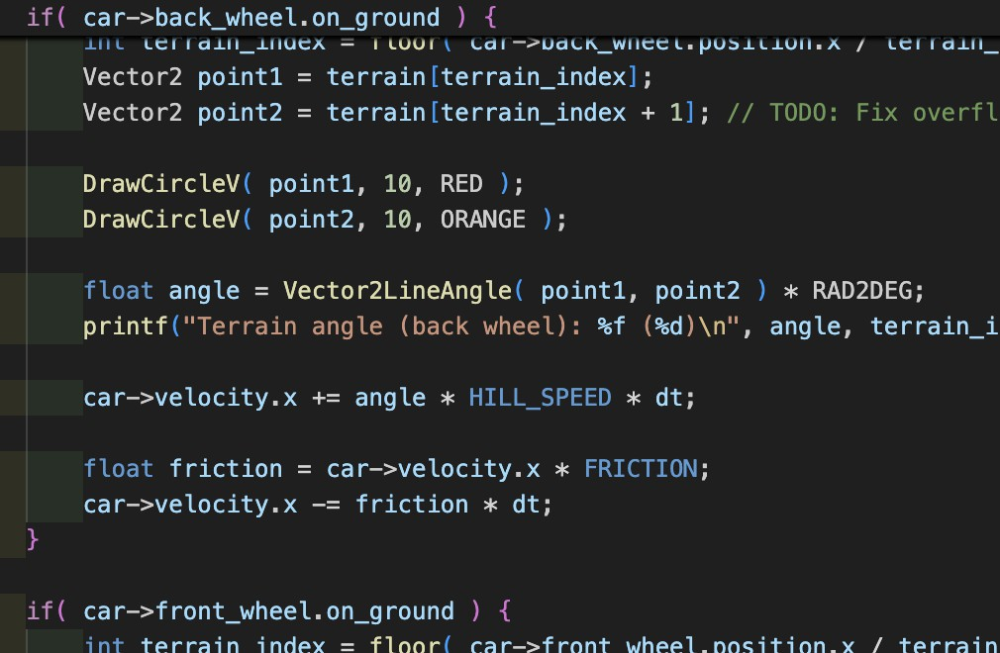 if( car->back_wheel.on_ground ) {
int terrain_index = floor( car->back_wheel.position.x / terrain_
Vector2 point1 = terrain[terrain_index];
Vector2 point2 = terrain[terrain_index + 1]; // TODO: Fix overfl
DrawCircleV( point1, 10, RED );
DrawCircleV( point2, 10, ORANGE );
float angle = Vector2LineAngle( point1, point2 ) * RAD2DEG;
printf("Terrain angle (back wheel): %f (%d)\n", angle, terrain_i
car->velocity.x += angle * HILL_SPEED * dt;
float friction = car->velocity.x * FRICTION;
car->velocity.x -= friction * dt;
}
if( car->front_wheel.on_ground ) {
int terrain_index = floor( car->front_wheel.position.x / terrain